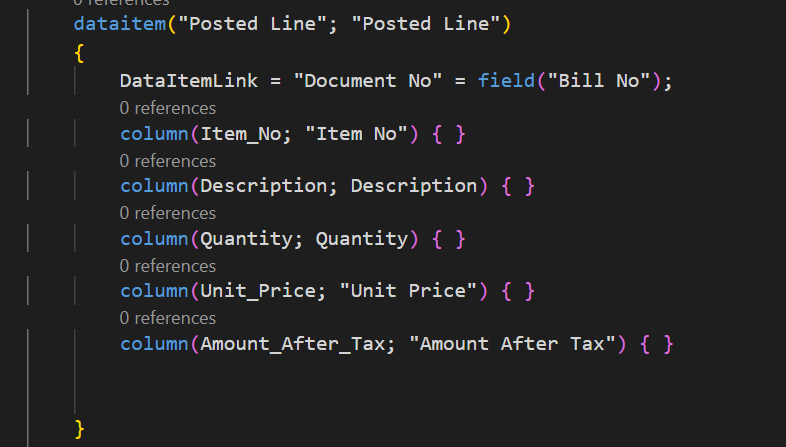 0 references
dataitem("Posted Line"; "Posted Line")
{
DataItemLink = "Document No" = field("Bill No");
0 references
column(Item_No; "Item No") { }
0 references
column(Description; Description) { }
0 references
column(Quantity; Quantity) { }
0 references
column(Unit_Price; "Unit Price") { }
0 references
column(Amount_After_Tax; "Amount After Tax") { }
}